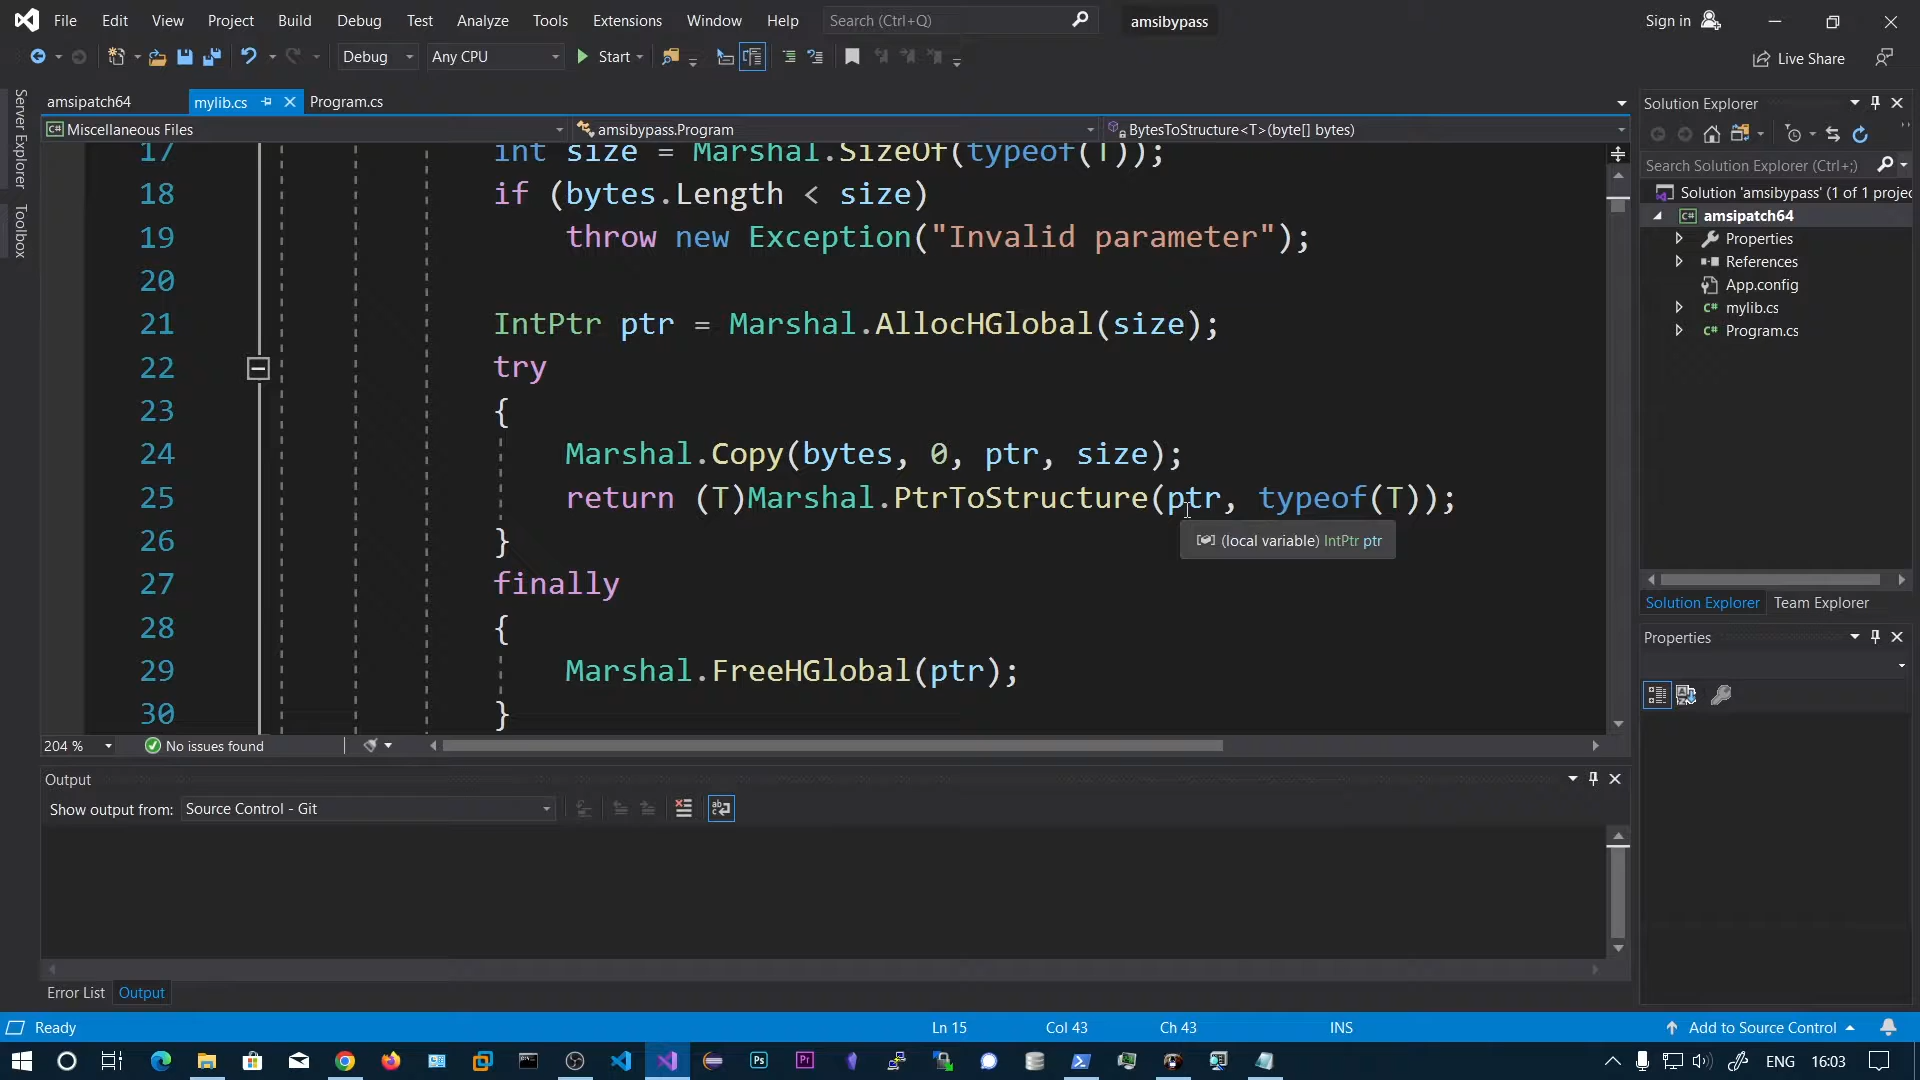 File Edit View Project Build Debug Test Analyze Tools Extensions Window Help Search (Ctrl+Q) amsibypass Sign in
Debug Any CPU Start Live Share
Server Explorer
Toolbox
amsipatch64 mylib.cs Program.cs
Miscellaneous Files amsibypass.Program BytesToStructure<T>(byte[] bytes)
17 int size = Marshal.SizeOf(typeof(T));
18 if (bytes.Length < size)
19 throw new Exception("Invalid parameter");
20
21 IntPtr ptr = Marshal.AllocHGlobal(size);
22 try
23 {
24 Marshal.Copy(bytes, 0, ptr, size);
25 return (T)Marshal.PtrToStructure(ptr, typeof(T));
(local variable) IntPtr ptr
26 }
27 finally
28 {
29 Marshal.FreeHGlobal(ptr);
30 }
204 % No issues found
Output
Show output from: Source Control - Git
Error List Output
Solution Explorer
Search Solution Explorer (Ctrl+;)
Solution 'amsibypass' (1 of 1 projec
amsipatch64
Properties
References
App.config
mylib.cs
Program.cs
Solution Explorer Team Explorer
Properties
Ready Ln 15 Col 43 Ch 43 INS Add to Source Control
Ps Pr ENG 16:03